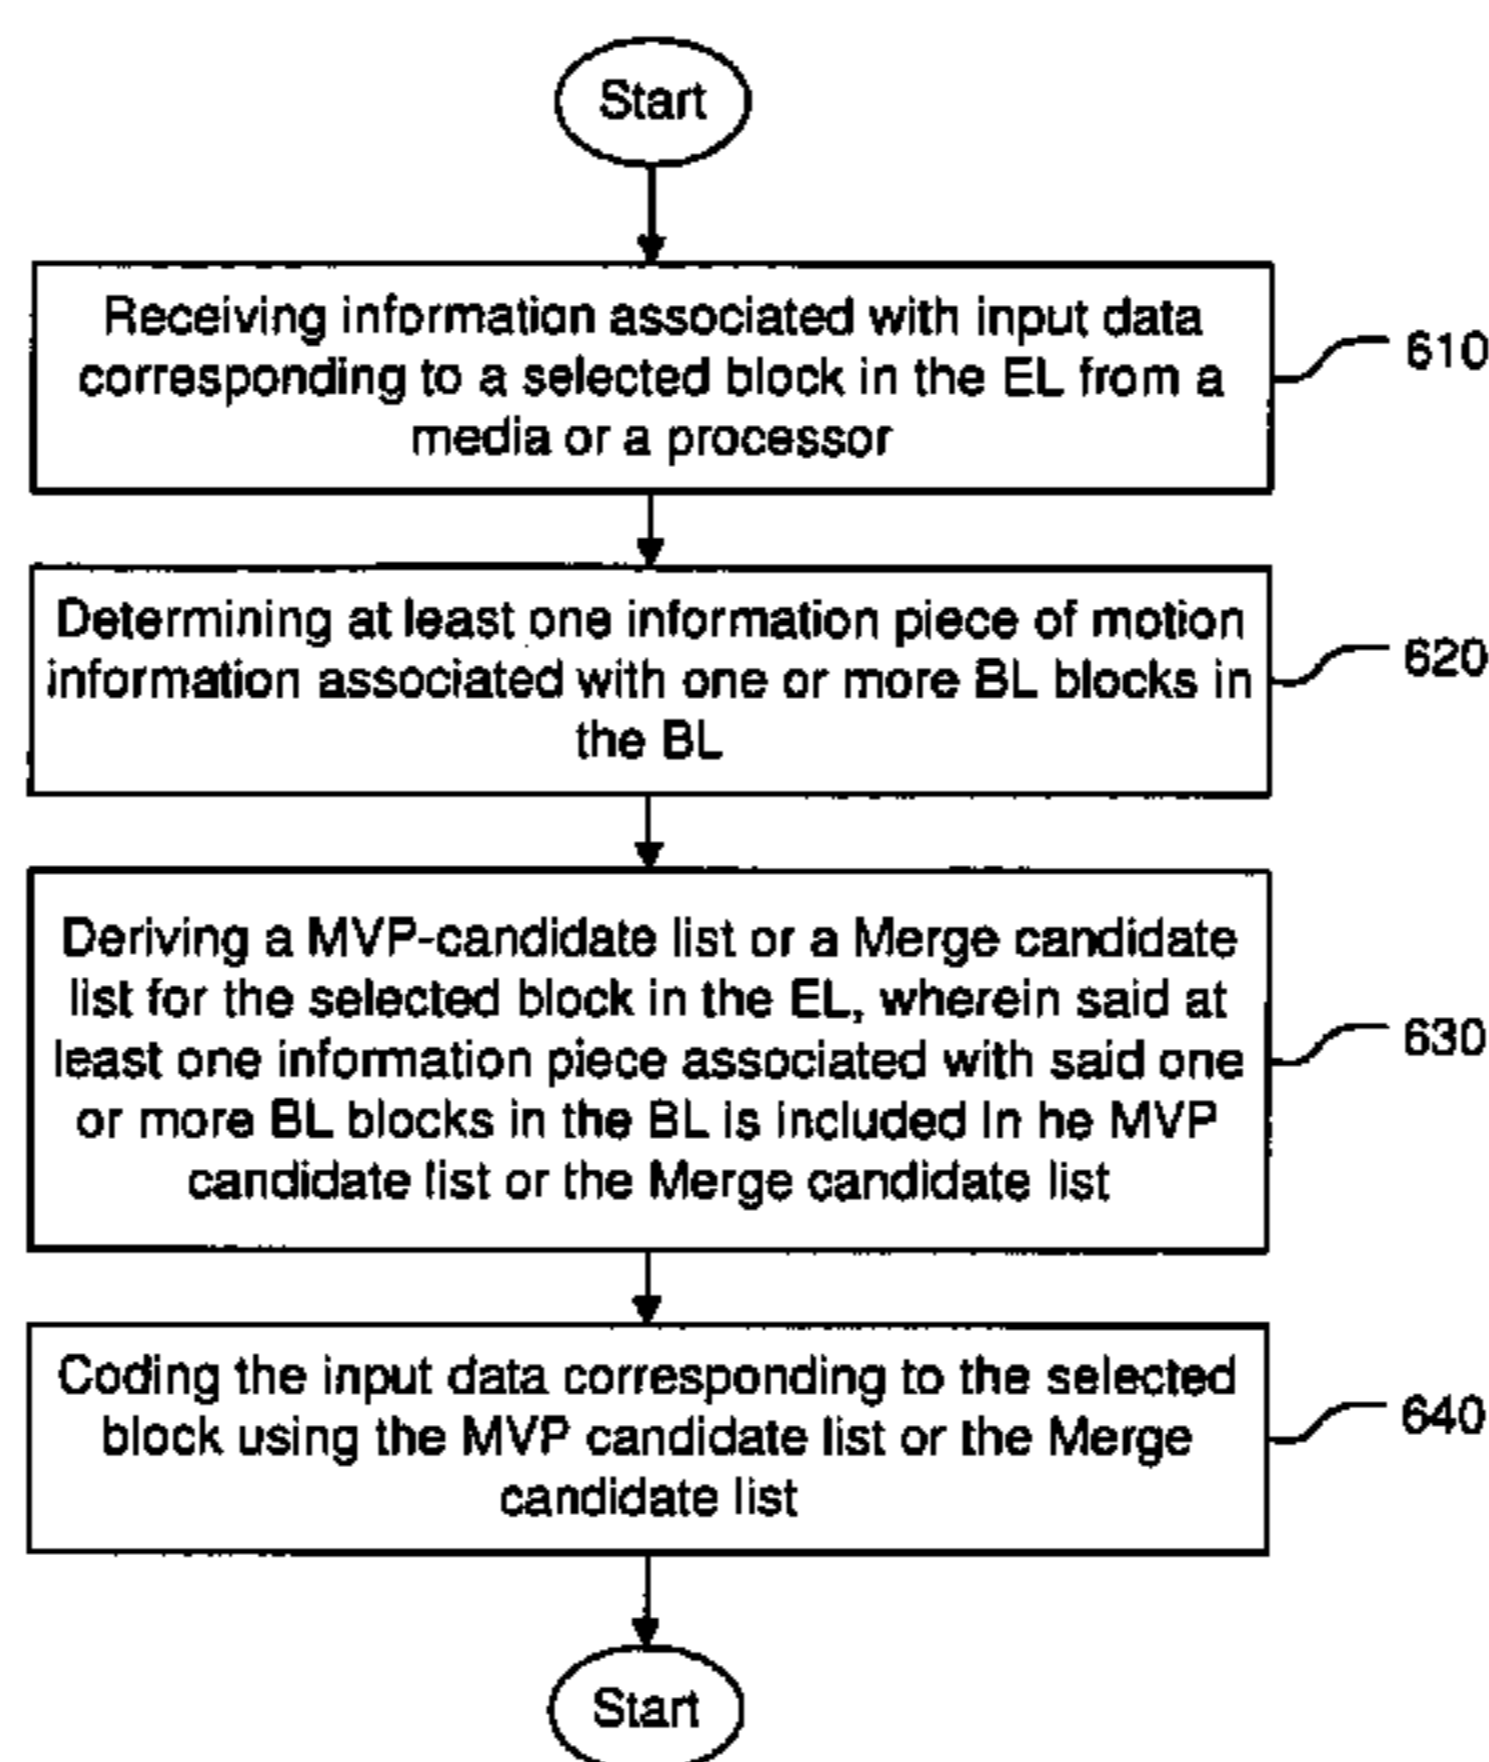 Start
Receiving information associated with input data
corresponding to a selected block in the EL from a
media or a processor
610
Determining at least one information piece of motion
information associated with one or more BL blocks in
the BL
620
Deriving a MVP-candidate list or a Merge candidate
list for the selected block in the EL, wherein said at
least one information piece associated with said one
or more BL blocks in the BL is included In he MVP
candidate list or the Merge candidate list
630
Coding the input data corresponding to the selected
block using the MVP candidate list or the Merge
candidate list
640
Start